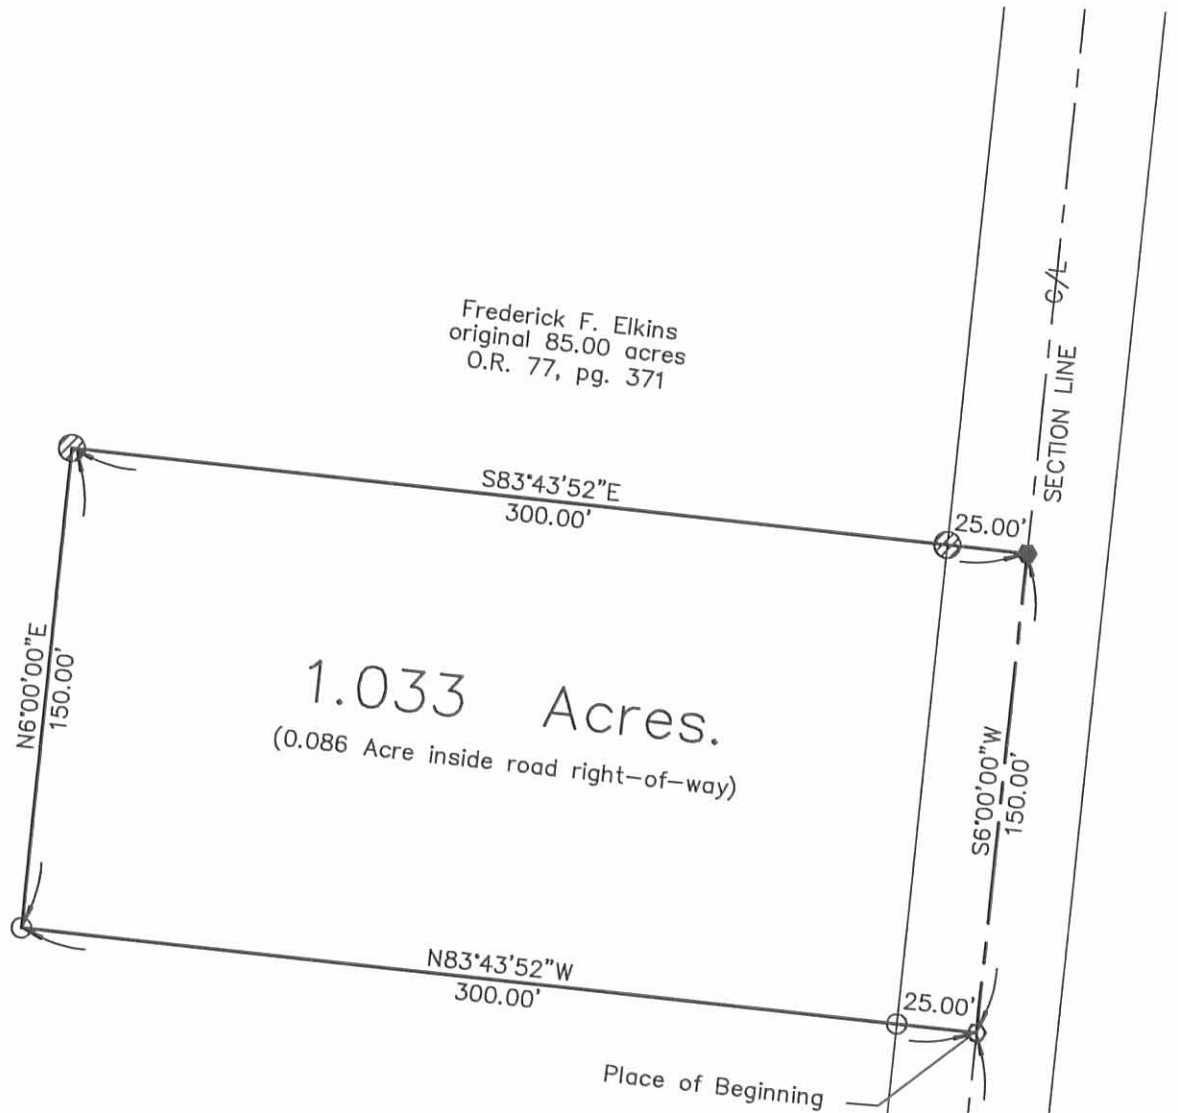 C/L
SECTION LINE
Frederick F. Elkins
original 85.00 acres
O.R. 77, pg. 371
S83°43'52"E
300.00'
25.00'
N6°00'00"E
150.00'
1.033 Acres.
(0.086 Acre inside road right-of-way)
S6°00'00"W
150.00'
N83°43'52"W
300.00'
25.00'
Place of Beginning